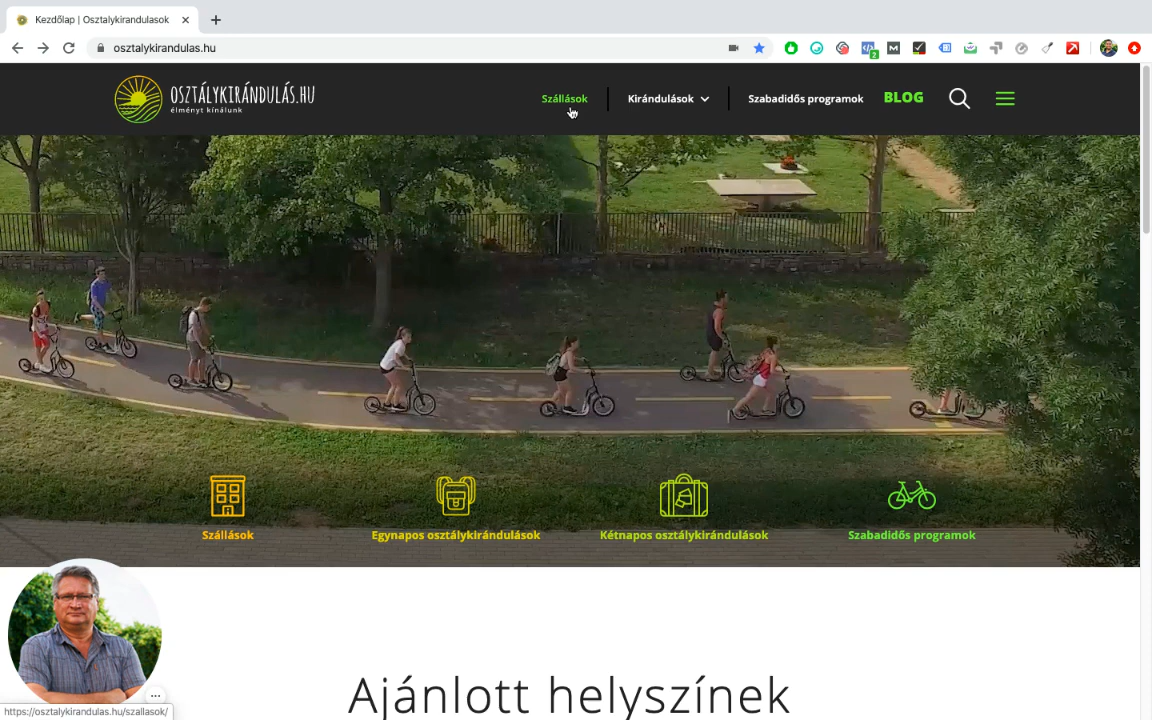 Kezdőlap | Osztalykirandulasok
osztalykirandulas.hu
2
OSZTÁLYKIRÁNDULÁS.HU
élményt kínálunk
Szállások
Kirándulások
Szabadidős programok
BLOG
Szállások
Egynapos osztálykirándulások
Kétnapos osztálykirándulások
Szabadidős programok
Ajánlott helyszínek
https://osztalykirandulas.hu/szallasok/